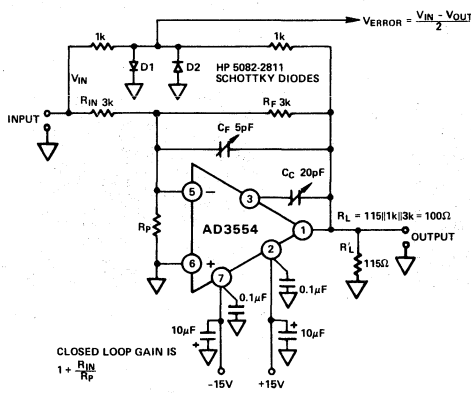 1k
1k
VERROR = VIN - VOUT
2
D1
D2
HP 5082-2811
SCHOTTKY DIODES
VIN
RIN 3k
RF 3k
INPUT
CF 5pF
CC 20pF
5
−
3
RP
AD3554
1
RL = 115||1k||3k = 100Ω
OUTPUT
6
+
7
2
R'L
115Ω
0.1μF
0.1μF
10μF
+
+
10μF
CLOSED LOOP GAIN IS
1 + RIN
RP
-15V
+15V